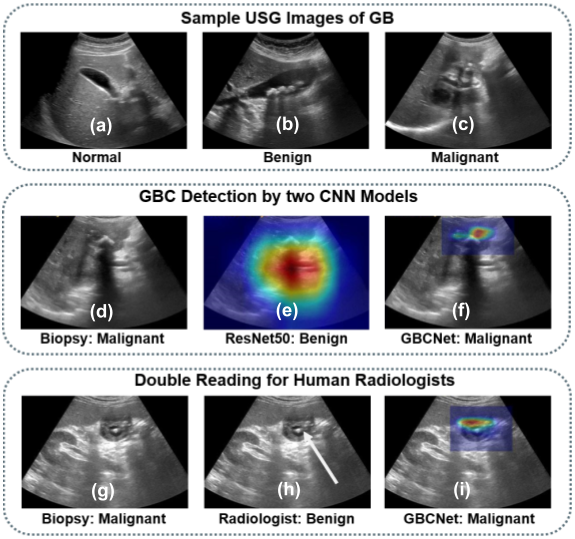 Sample USG Images of GB
(a)
(b)
(c)
Normal
Benign
Malignant
GBC Detection by two CNN Models
(d)
(e)
(f)
Biopsy: Malignant
ResNet50: Benign
GBCNet: Malignant
Double Reading for Human Radiologists
(g)
(h)
(i)
Biopsy: Malignant
Radiologist: Benign
GBCNet: Malignant